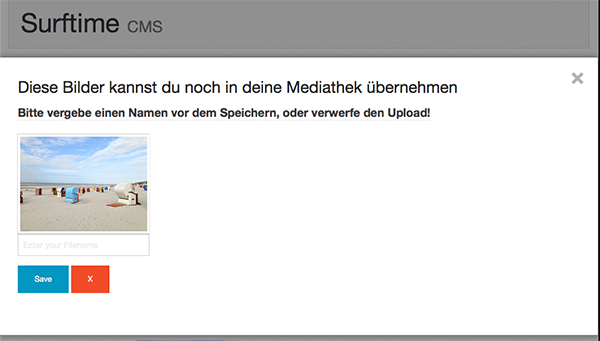 Surftime CMS
×
Diese Bilder kannst du noch in deine Mediathek übernehmen
Bitte vergebe einen Namen vor dem Speichern, oder verwerfe den Upload!
Enter your Filename
Save X